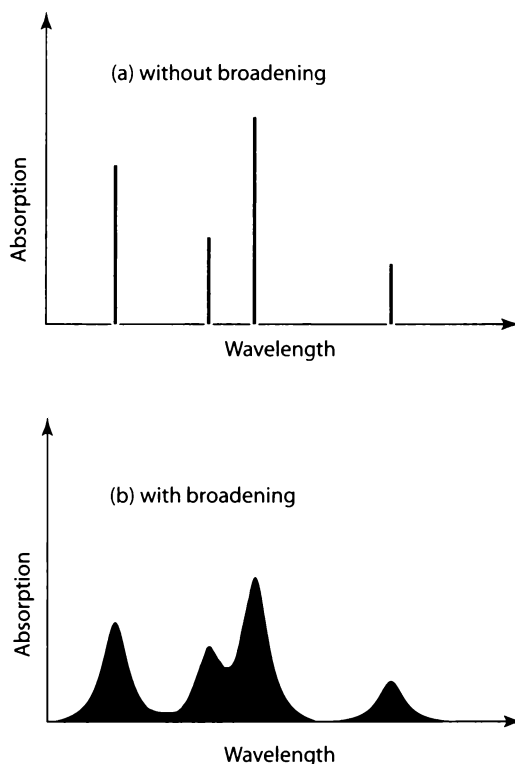 (a) without broadening
Absorption
Wavelength
(b) with broadening
Absorption
Wavelength